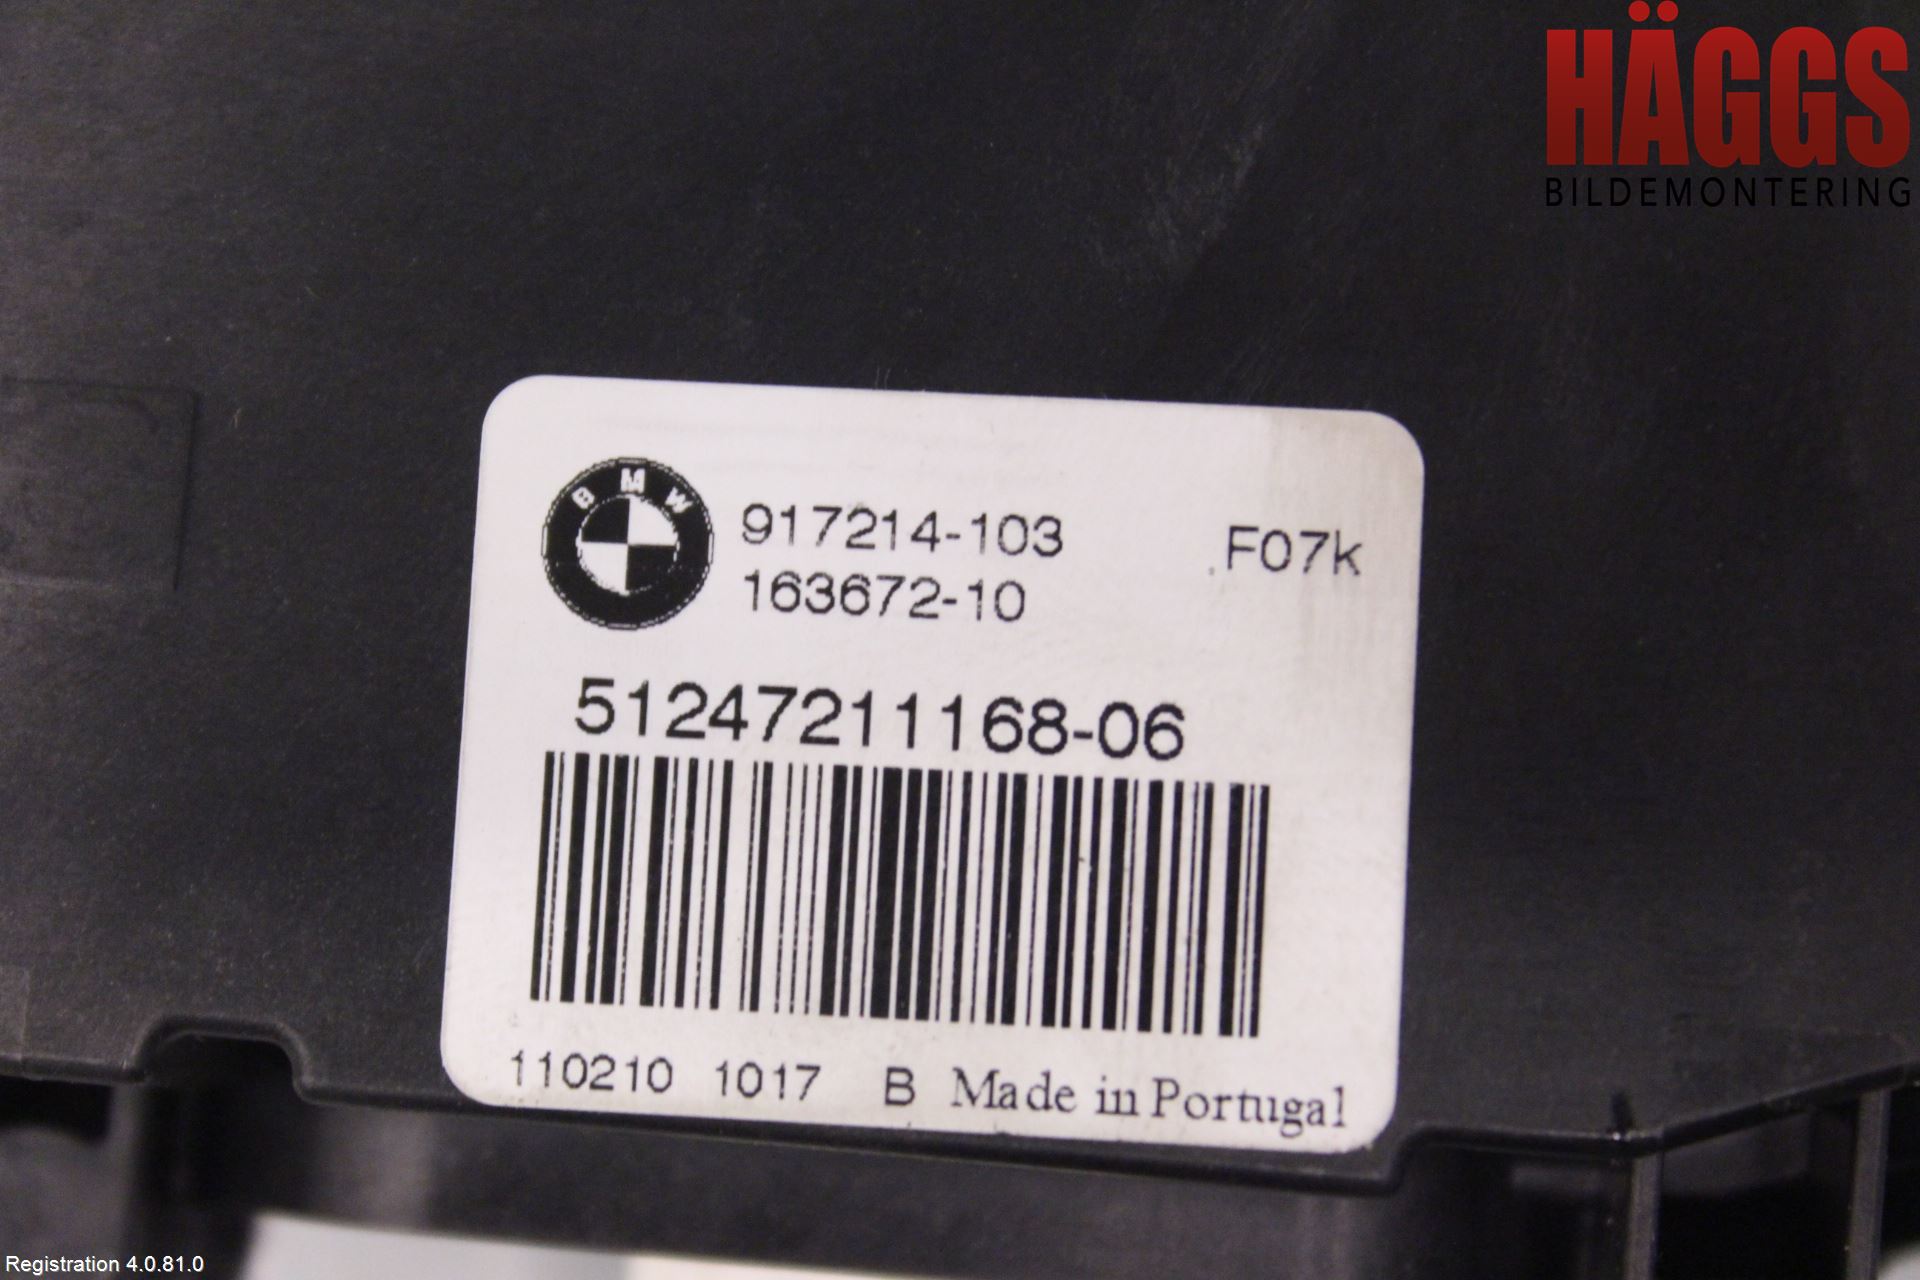 HÄGGS
BILDEMONTERING
BMW
917214-103
.F07k
163672-10
51247211168-06
110210 1017 B Made in Portugal
Registration 4.0.81.0